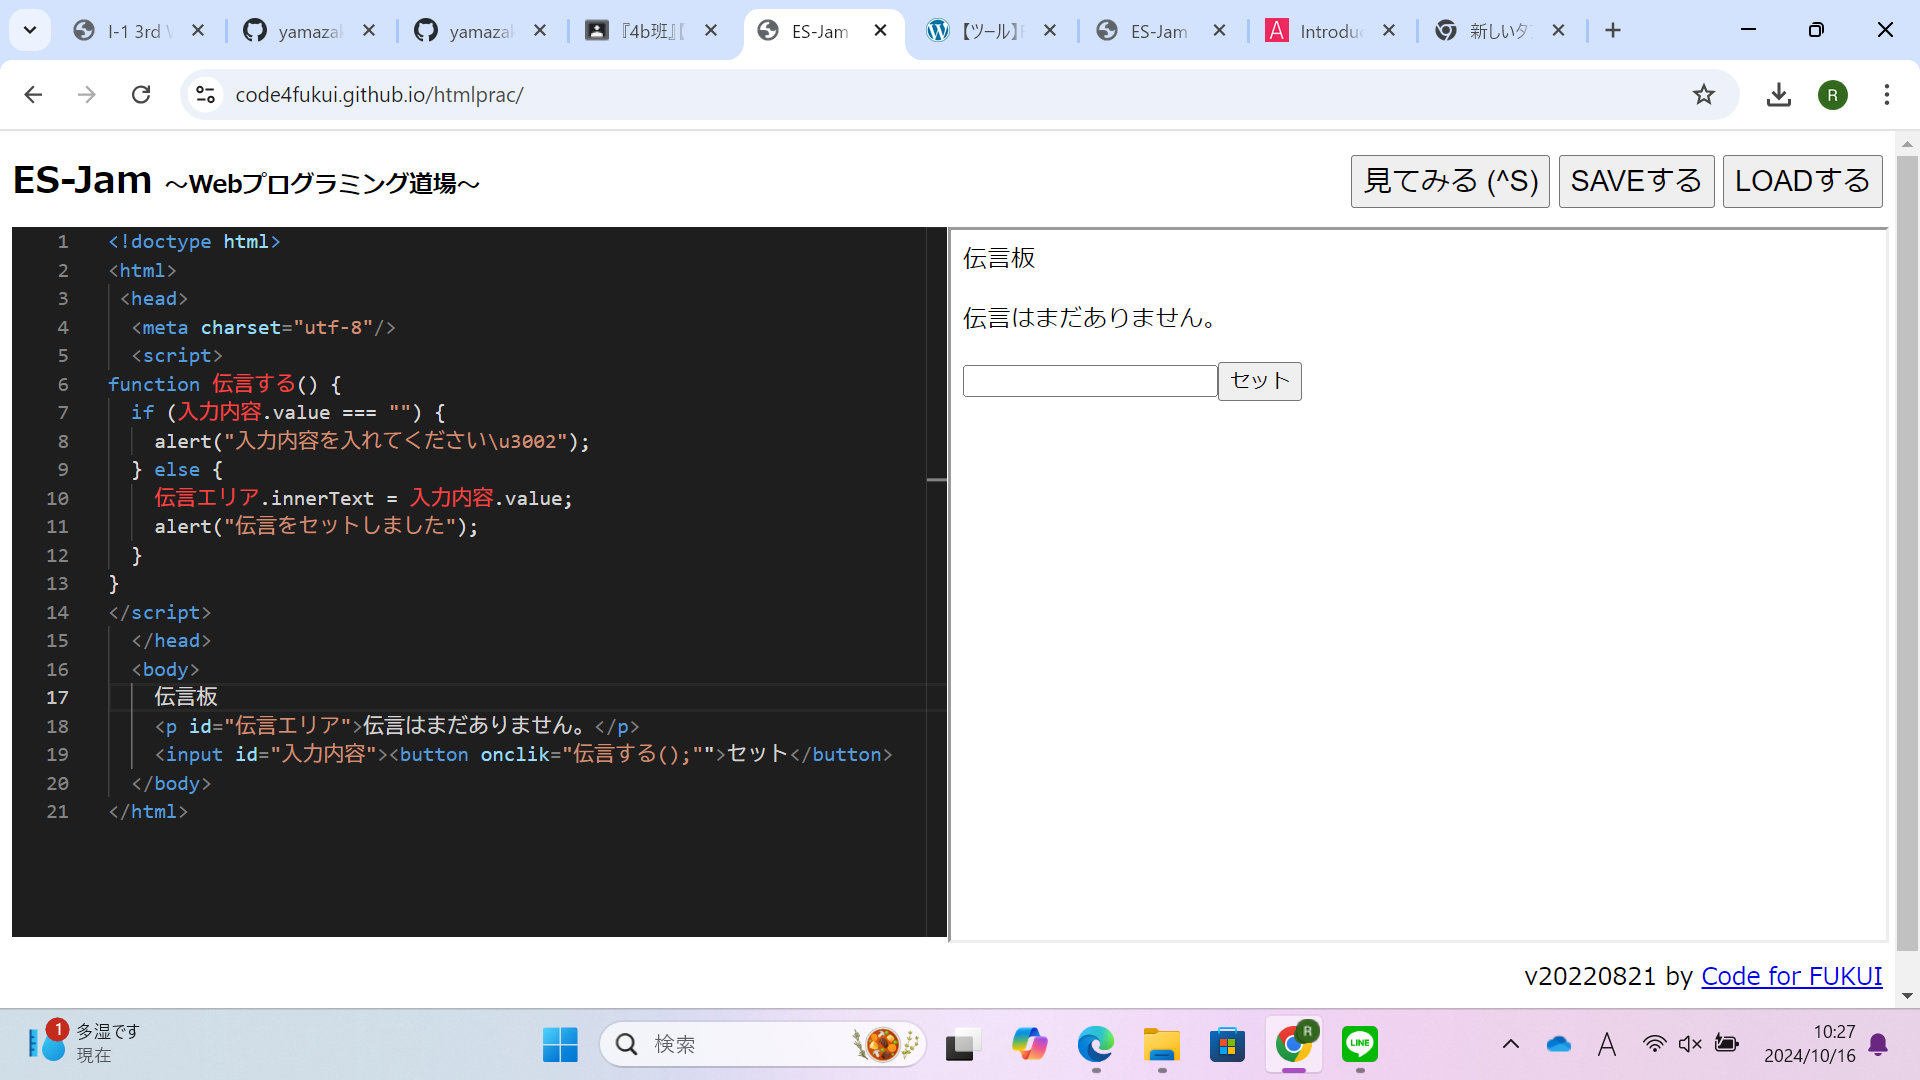 I-1 3rd
yamaza
yamaza
『4b班』【
ES-Jam
【ツール】
ES-Jam
Introdu
新しいタ
code4fukui.github.io/htmlprac/
R
ES-Jam ～Webプログラミング道場～
見てみる (^S)
SAVEする
LOADする
1 <!doctype html>
2 <html>
3 <head>
4 <meta charset="utf-8"/>
5 <script>
6 function 伝言する() {
7 if (入力内容.value === "") {
8 alert("入力内容を入れてください\u3002");
9 } else {
10 伝言エリア.innerText = 入力内容.value;
11 alert("伝言をセットしました");
12 }
13 }
14 </script>
15 </head>
16 <body>
17 伝言板
18 <p id="伝言エリア">伝言はまだありません。</p>
19 <input id="入力内容"><button onclik="伝言する();"">セット</button>
20 </body>
21 </html>
伝言板
伝言はまだありません。
セット
v20220821 by Code for FUKUI
1
多湿です
現在
検索
R
LINE
A
10:27
2024/10/16